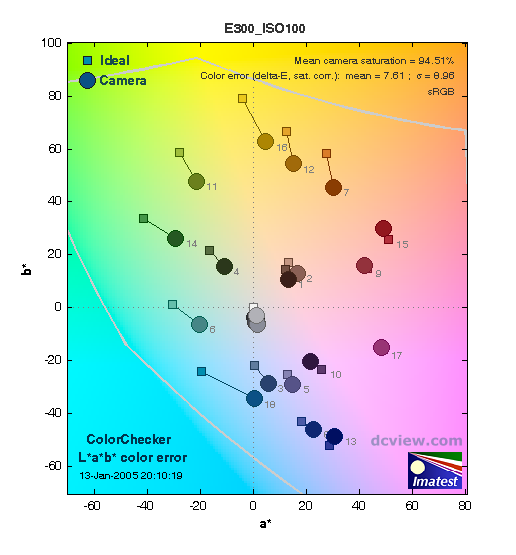 E300_ISO100
Ideal
Camera
Mean camera saturation = 94.51%
Color error (delta-E, sat. corr.): mean = 7.61 ; σ = 8.96
sRGB
100
80
60
40
20
0
-20
-40
-60
b*
16
12
7
11
15
14
4
2
9
1
6
17
10
3
5
18
13
ColorChecker
L*a*b* color error
13-Jan-2005 20:10:19
dcview.com
Imatest
-60 -40 -20 0 20 40 60 80
a*